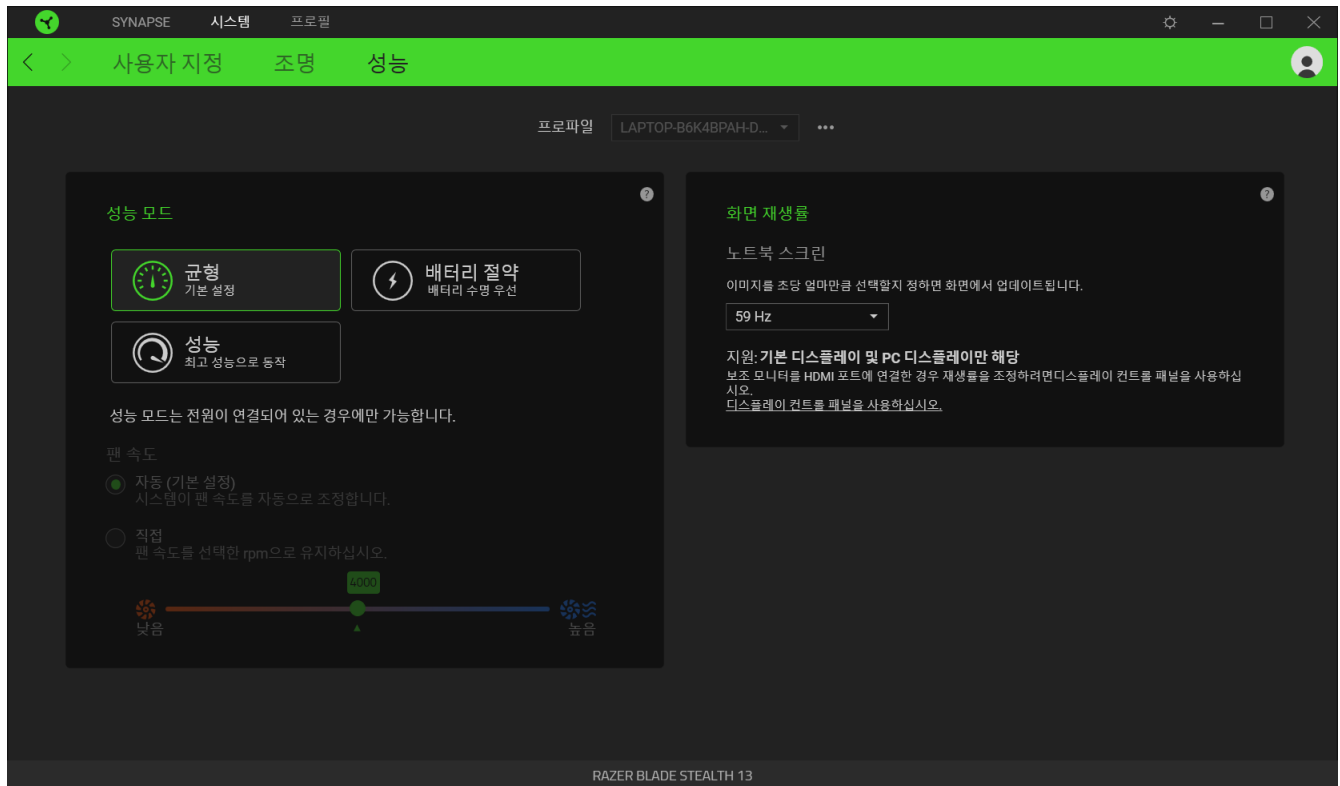 SYNAPSE 시스템 프로필
사용자 지정 조명 성능
프로파일 LAPTOP-B6K4BPAH-D...
성능 모드
균형
기본 설정
배터리 절약
배터리 수명 우선
성능
최고 성능으로 동작
성능 모드는 전원이 연결되어 있는 경우에만 가능합니다.
팬 속도
자동 (기본 설정)
시스템이 팬 속도를 자동으로 조정합니다.
직접
팬 속도를 선택한 rpm으로 유지하십시오.
4000
낮음
높음
화면 재생률
노트북 스크린
이미지를 초당 얼마만큼 선택할지 정하면 화면에서 업데이트됩니다.
59 Hz
지원: 기본 디스플레이 및 PC 디스플레이만 해당
보조 모니터를 HDMI 포트에 연결한 경우 재생률을 조정하려면디스플레이 컨트롤 패널을 사용하십
시오.
디스플레이 컨트롤 패널을 사용하십시오.
RAZER BLADE STEALTH 13